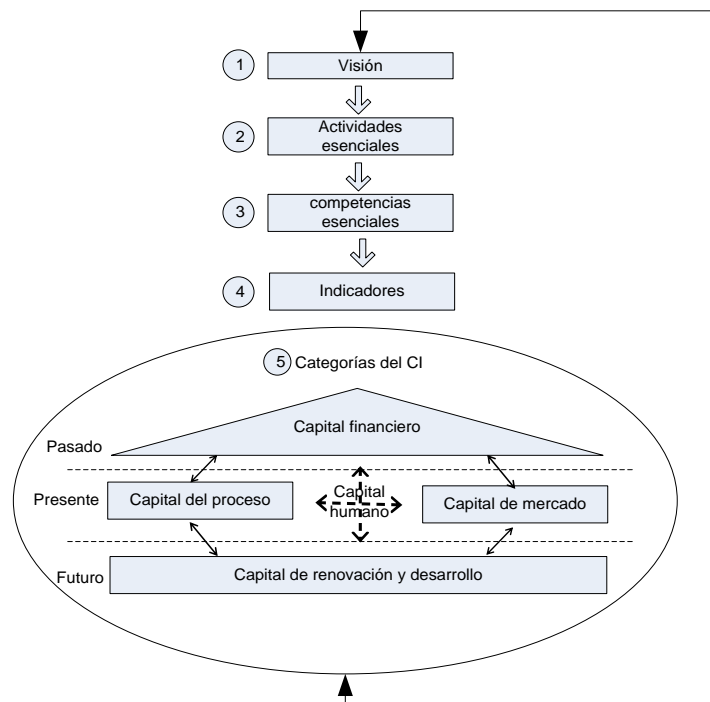 1
Visión
2
Actividades
esenciales
3
competencias
esenciales
4
Indicadores
5 Categorías del CI
Capital financiero
Pasado
Presente
Capital del proceso
Capital
humano
Capital de mercado
Futuro
Capital de renovación y desarrollo